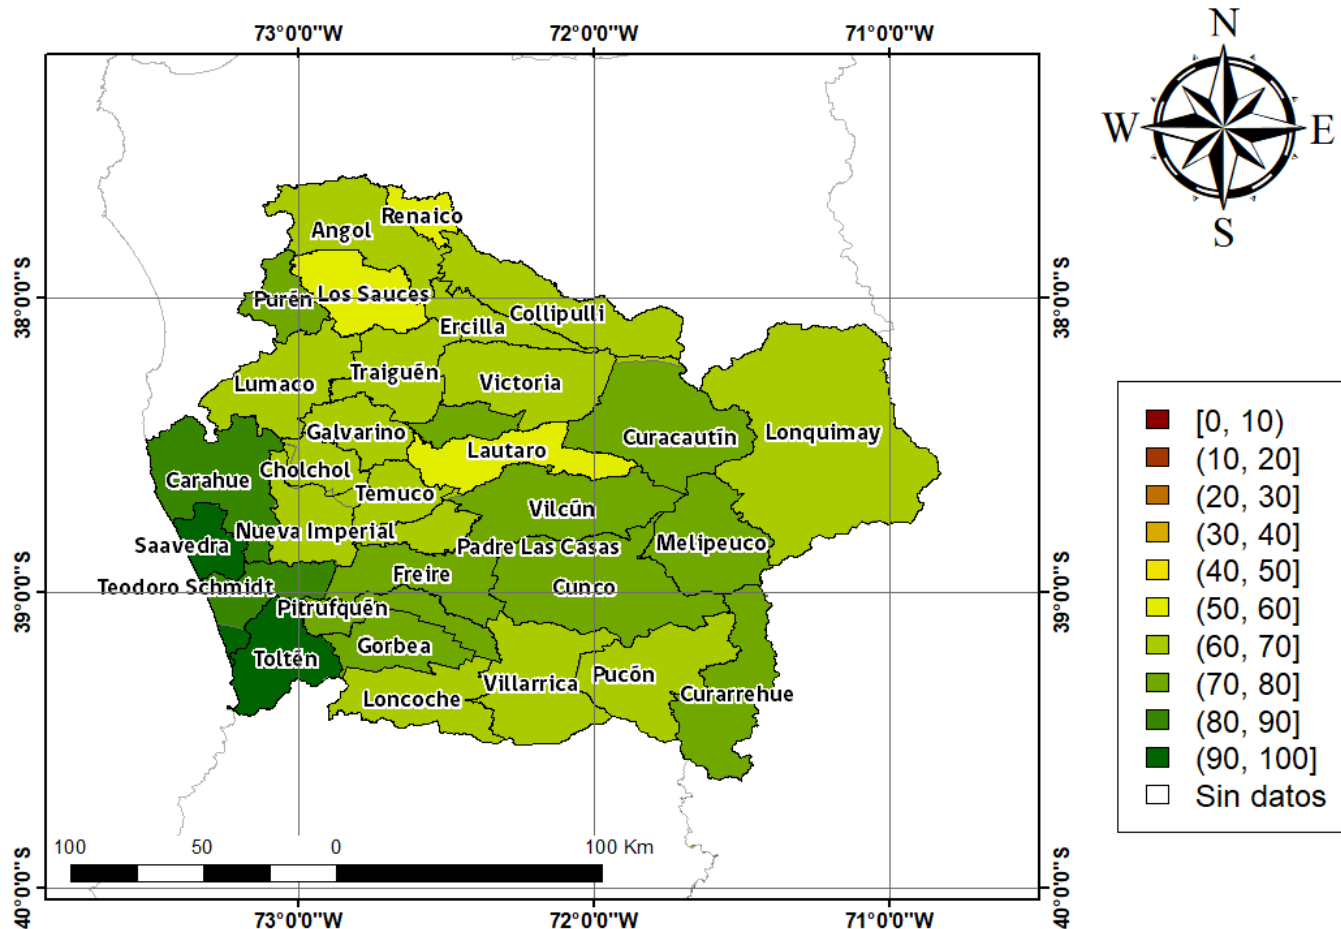 73°0'0"W 72°0'0"W 71°0'0"W
N
W E
S
38°0'0"S 38°0'0"S
39°0'0"S 39°0'0"S
40°0'0"S 40°0'0"S
Renaico
Angol
Los Sauces
Purén
Collipulli
Ercilla
Traiguén
Victoria
Lumaco
Galvarino
Curacautín
Lonquimay
Lautaro
Cholchol
Carahue
Temuco
Vilcún
Nueva Imperial
Saavedra
Padre Las Casas
Melipeuco
Freire
Teodoro Schmidt
Cunco
Pitrufquén
Gorbea
Toltén
Pucón
Villarrica
Curarrehue
Loncoche
[0, 10)
(10, 20]
(20, 30]
(30, 40]
(40, 50]
(50, 60]
(60, 70]
(70, 80]
(80, 90]
(90, 100]
Sin datos
100 50 0 100 Km
73°0'0"W 72°0'0"W 71°0'0"W